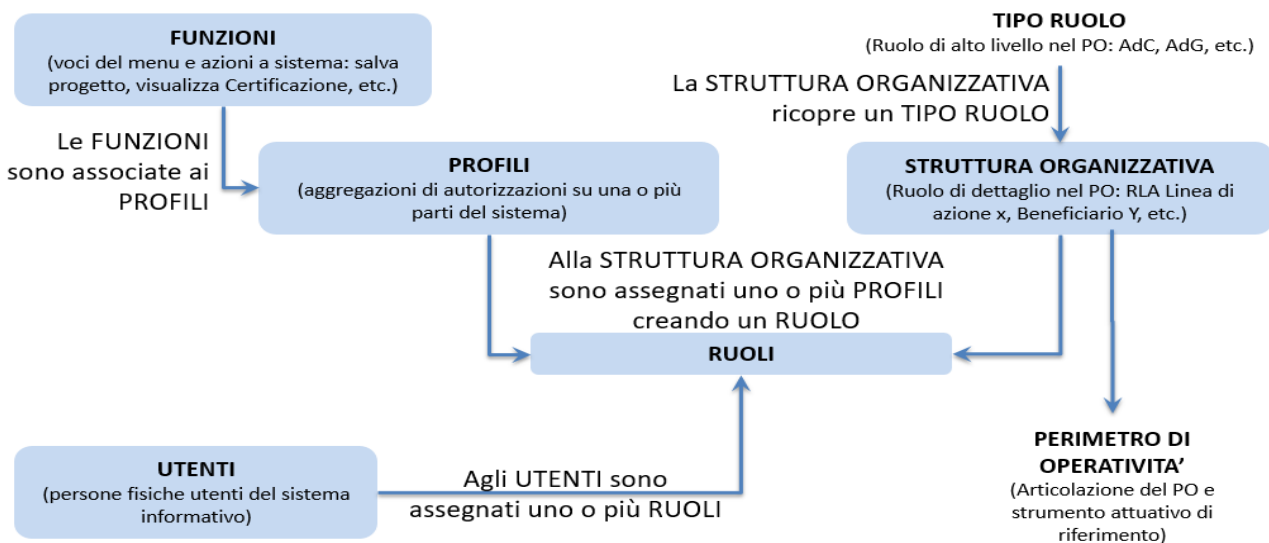 FUNZIONI
(voci del menu e azioni a sistema: salva
progetto, visualizza Certificazione, etc.)
TIPO RUOLO
(Ruolo di alto livello nel PO: AdC, AdG, etc.)
La STRUTTURA ORGANIZZATIVA
ricopre un TIPO RUOLO
Le FUNZIONI
sono associate ai
PROFILI
PROFILI
(aggregazioni di autorizzazioni su una o più
parti del sistema)
STRUTTURA ORGANIZZATIVA
(Ruolo di dettaglio nel PO: RLA Linea di
azione x, Beneficiario Y, etc.)
Alla STRUTTURA ORGANIZZATIVA
sono assegnati uno o più PROFILI
creando un RUOLO
RUOLI
UTENTI
(persone fisiche utenti del sistema
informativo)
Agli UTENTI sono
assegnati uno o più RUOLI
PERIMETRO DI
OPERATIVITA’
(Articolazione del PO e
strumento attuativo di
riferimento)